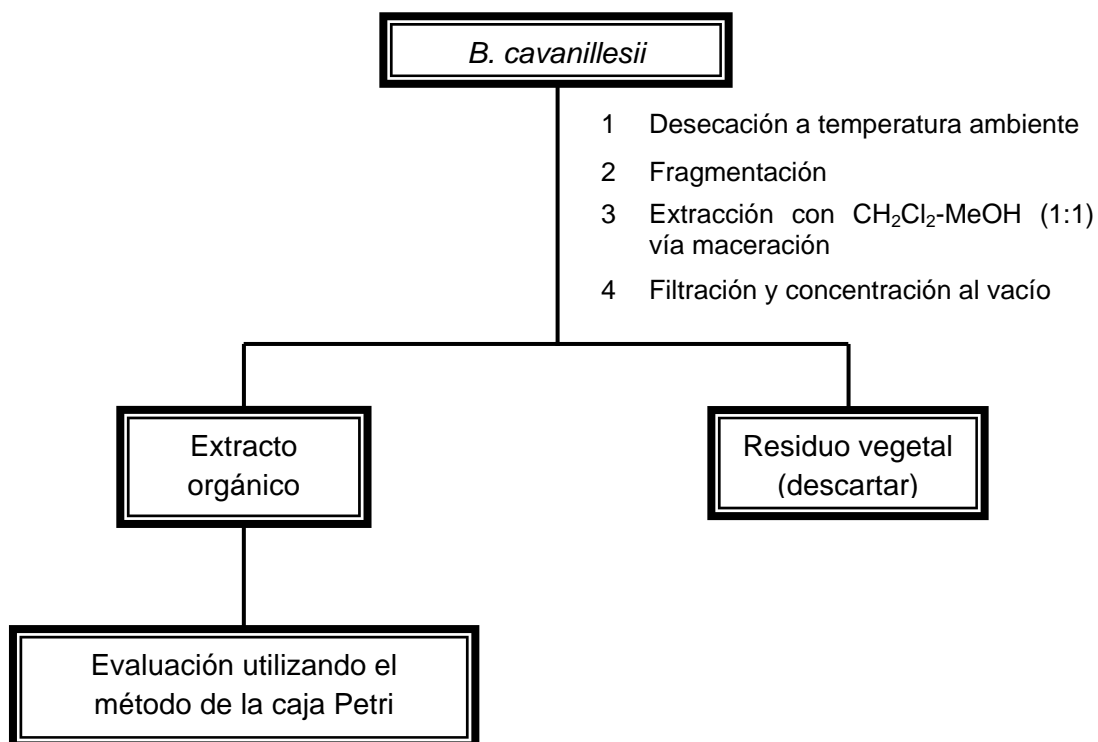 B. cavanillesii
1 Desecación a temperatura ambiente
2 Fragmentación
3 Extracción con CH₂Cl₂-MeOH (1:1)
vía maceración
4 Filtración y concentración al vacío
Extracto
orgánico
Residuo vegetal
(descartar)
Evaluación utilizando el
método de la caja Petri